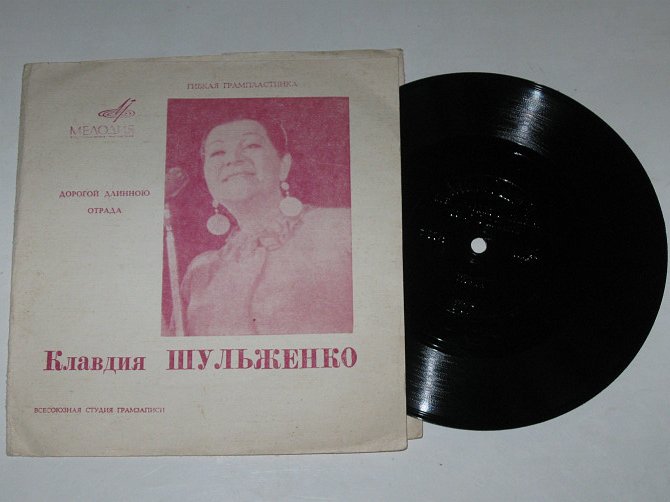 ГИБКАЯ ГРАМПЛАСТИНКА
МЕЛОДИЯ
ДОРОГОЙ ДЛИННОЮ
ОТРАДА
Клавдия ШУЛЬЖЕНКО
ВСЕСОЮЗНАЯ СТУДИЯ ГРАМЗАПИСИ